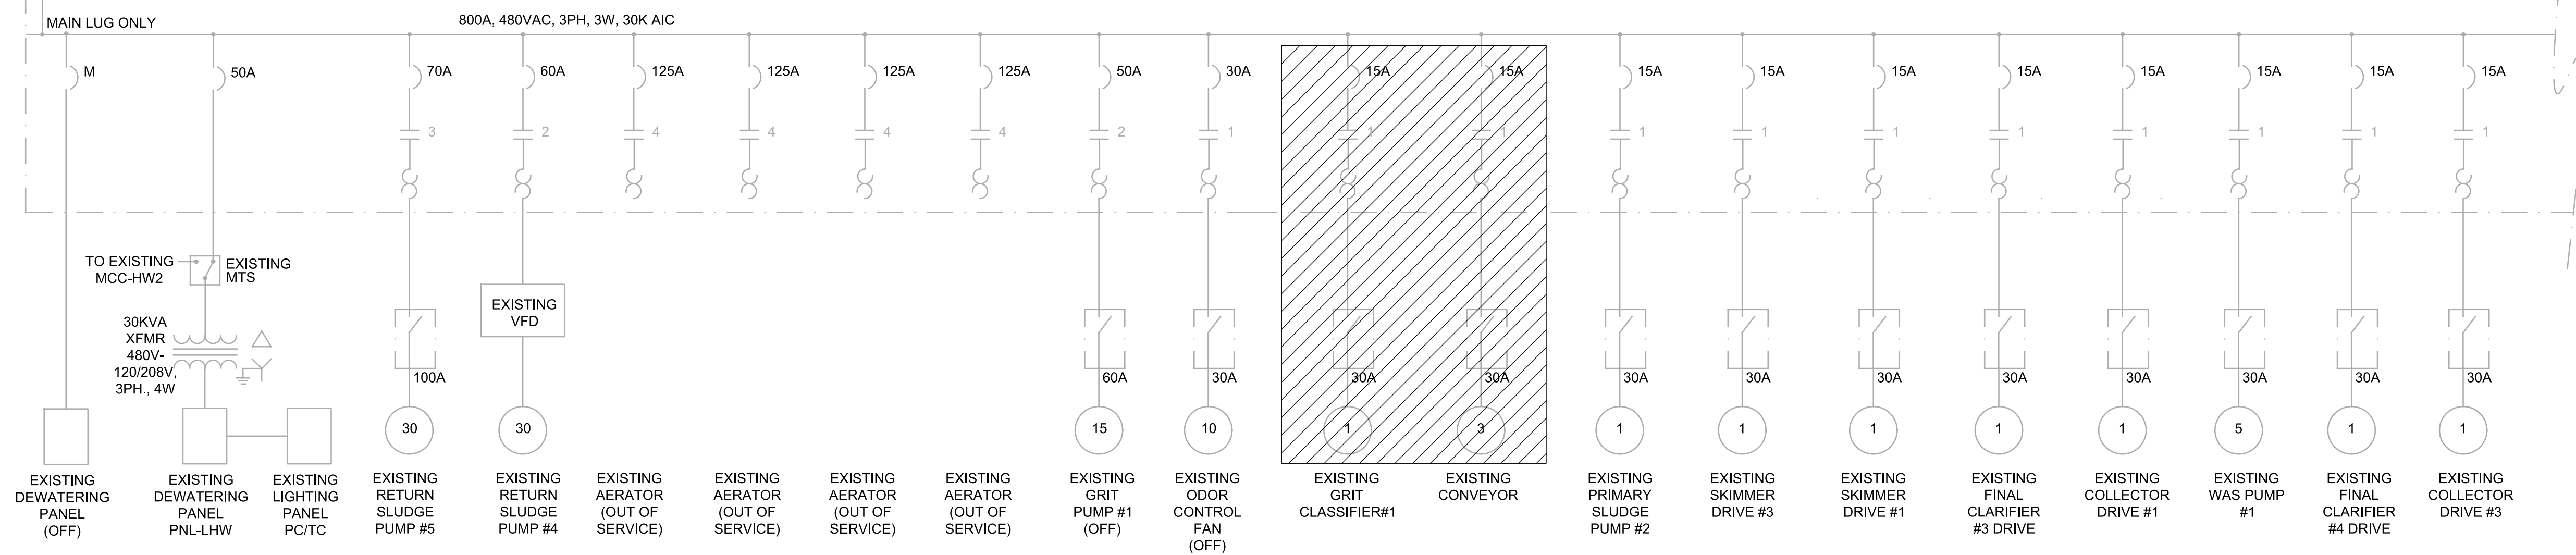 MAIN LUG ONLY
800A, 480VAC, 3PH, 3W, 30K AIC
M
50A
70A
60A
125A
125A
125A
125A
50A
30A
15A
15A
15A
15A
15A
15A
15A
15A
15A
15A
3
2
4
4
4
4
2
1
1
1
1
1
1
1
1
1
1
1
TO EXISTING
MCC-HW2
EXISTING
MTS
30KVA
XFMR
480V-
120/208V,
3PH., 4W
EXISTING
VFD
100A
60A
30A
30A
30A
30A
30A
30A
30A
30A
30A
30A
30A
30
30
15
10
1
3
1
1
1
1
1
5
1
1
EXISTING
DEWATERING
PANEL
(OFF)
EXISTING
DEWATERING
PANEL
PNL-LHW
EXISTING
LIGHTING
PANEL
PC/TC
EXISTING
RETURN
SLUDGE
PUMP #5
EXISTING
RETURN
SLUDGE
PUMP #4
EXISTING
AERATOR
(OUT OF
SERVICE)
EXISTING
AERATOR
(OUT OF
SERVICE)
EXISTING
AERATOR
(OUT OF
SERVICE)
EXISTING
AERATOR
(OUT OF
SERVICE)
EXISTING
GRIT
PUMP #1
(OFF)
EXISTING
ODOR
CONTROL
FAN
(OFF)
EXISTING
GRIT
CLASSIFIER#1
EXISTING
CONVEYOR
EXISTING
PRIMARY
SLUDGE
PUMP #2
EXISTING
SKIMMER
DRIVE #3
EXISTING
SKIMMER
DRIVE #1
EXISTING
FINAL
CLARIFIER
#3 DRIVE
EXISTING
COLLECTOR
DRIVE #1
EXISTING
WAS PUMP
#1
EXISTING
FINAL
CLARIFIER
#4 DRIVE
EXISTING
COLLECTOR
DRIVE #3